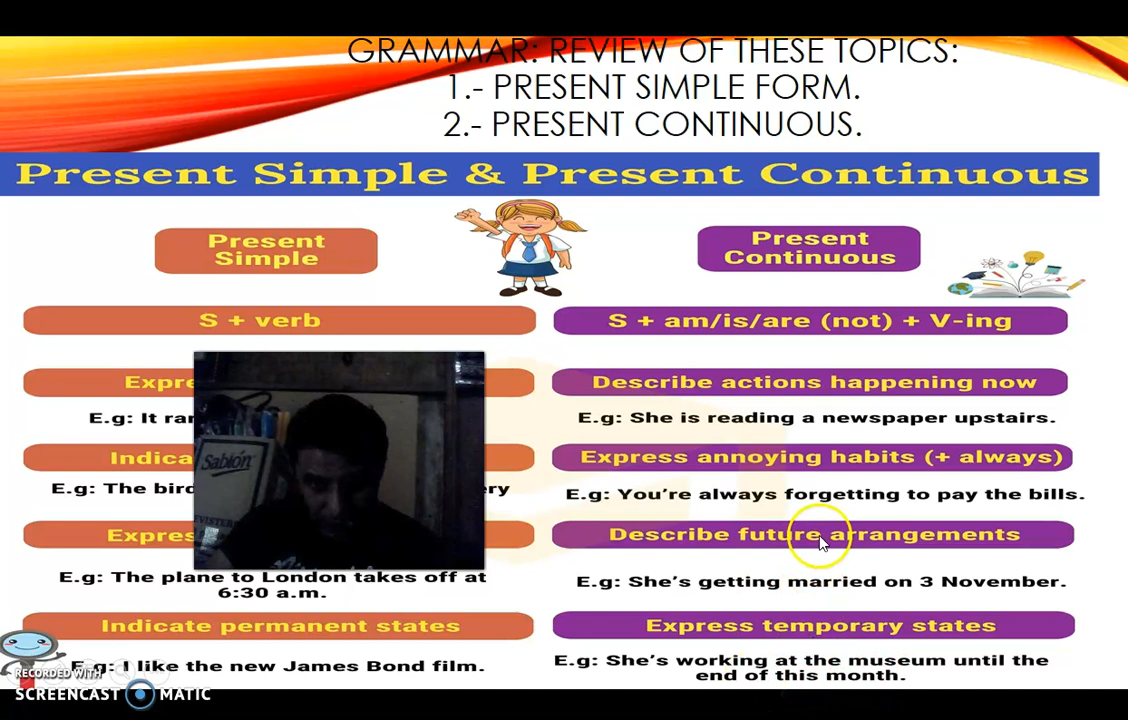 GRAMMAR: REVIEW OF THESE TOPICS:
1.- PRESENT SIMPLE FORM.
2.- PRESENT CONTINUOUS.
Present Simple & Present Continuous
Present
Simple
S + verb
E.g: It
E.g: The
E.g: The plane to London takes off at
6:30 a.m.
Indicate permanent states
E.g: I like the new James Bond film.
Present
Continuous
S + am/is/are (not) + V-ing
Describe actions happening now
E.g: She is reading a newspaper upstairs.
Express annoying habits (+ always)
E.g: You're always forgetting to pay the bills.
Describe future arrangements
E.g: She's getting married on 3 November.
Express temporary states
E.g: She's working at the museum until the
end of this month.
Sablón
RECORDED WITH
SCREENCAST MATIC